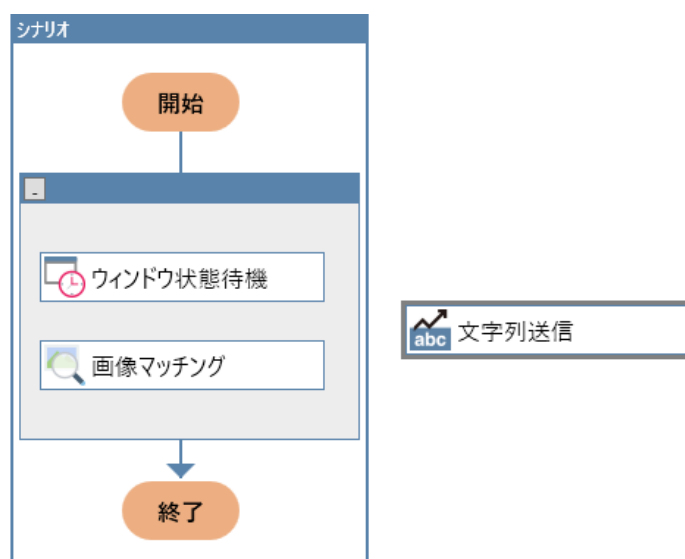 シナリオ
開始
-
ウィンドウ状態待機
abc 文字列送信
画像マッチング
終了